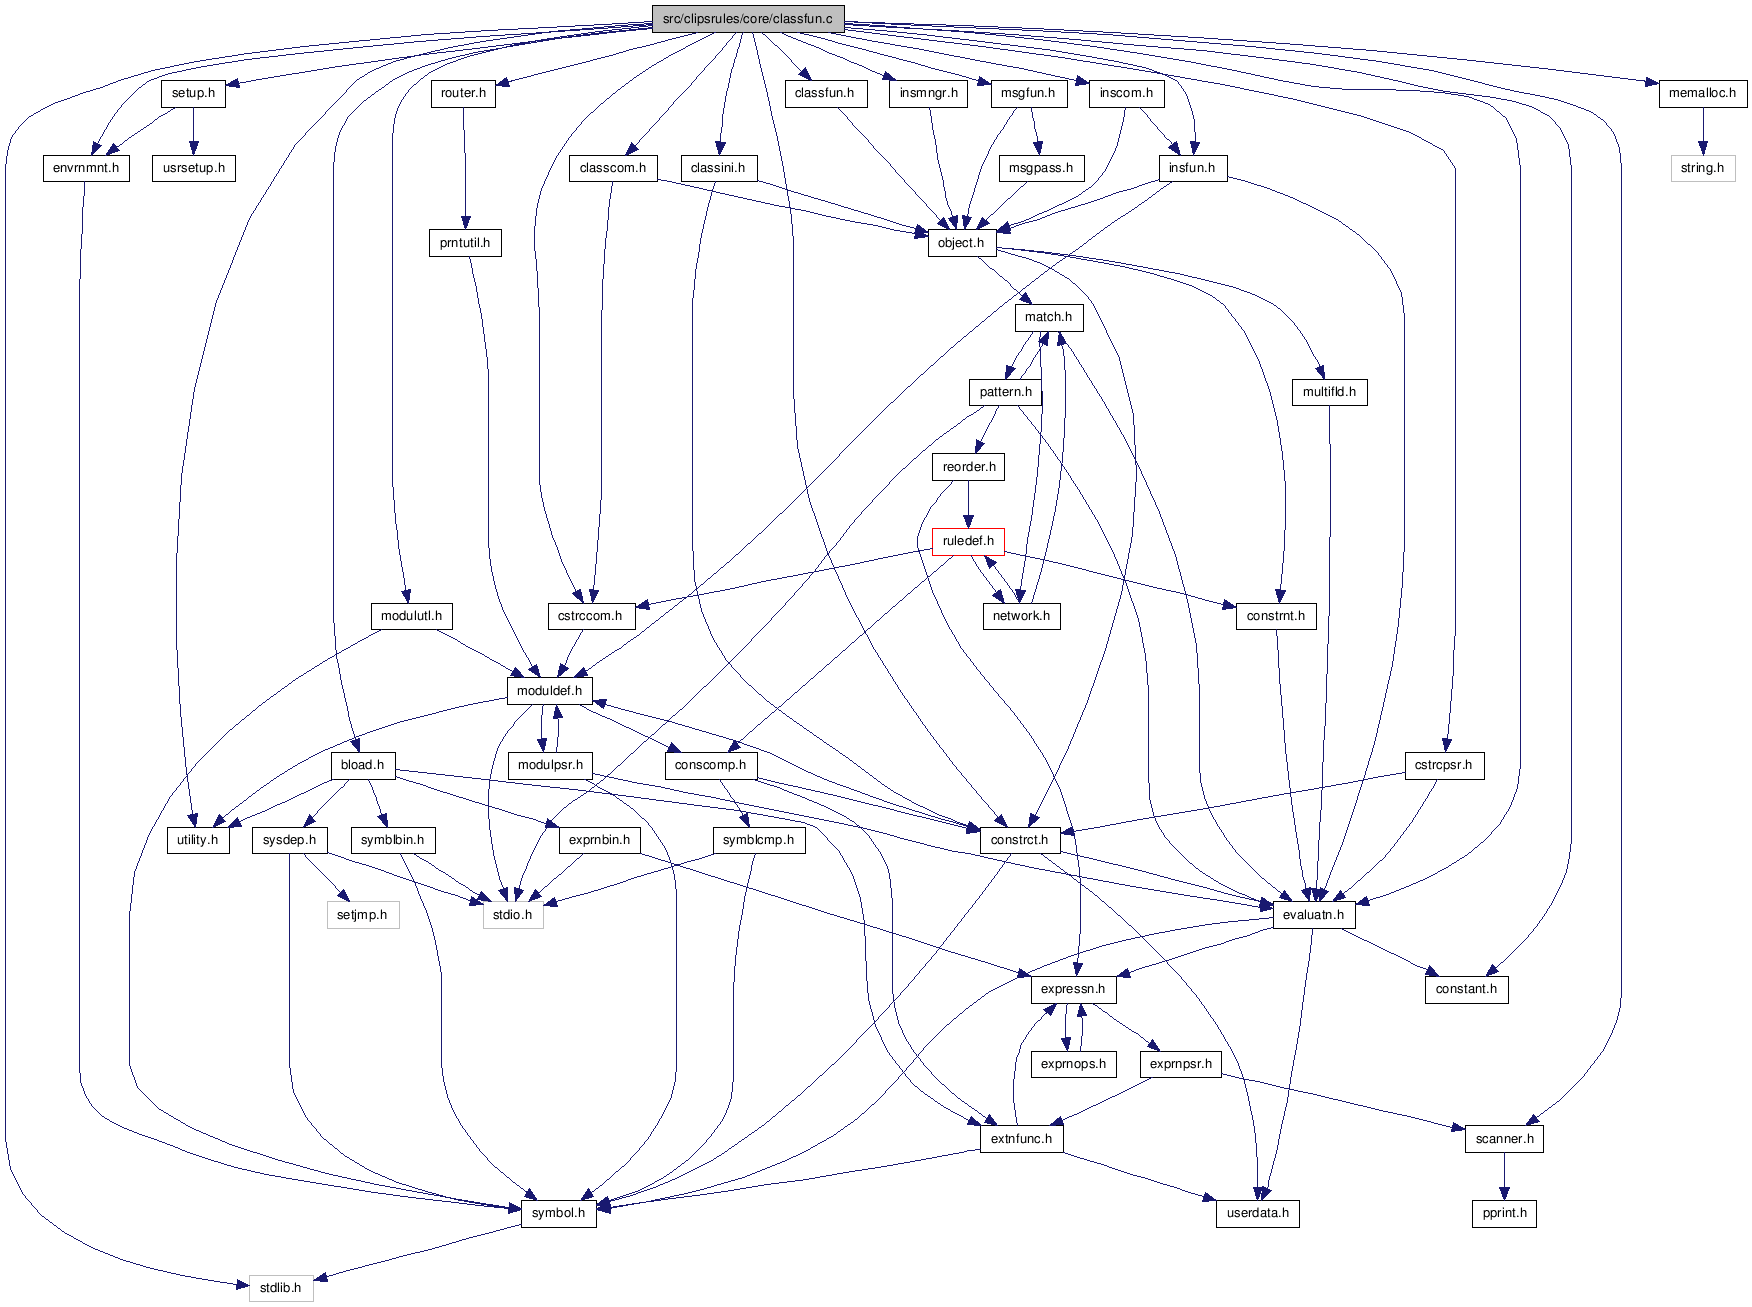 src/clipsrules/core/classfun.c
setup.h
router.h
classfun.h
insmngr.h
msgfun.h
inscom.h
memalloc.h
envrnmnt.h
usrsetup.h
classcom.h
classini.h
msgpass.h
insfun.h
string.h
prntutil.h
object.h
match.h
pattern.h
multifld.h
reorder.h
ruledef.h
modulutl.h
cstrccom.h
network.h
constrnt.h
moduldef.h
bload.h
modulpsr.h
conscomp.h
cstrcpsr.h
utility.h
sysdep.h
symblbin.h
exprnbin.h
symblcmp.h
constrct.h
setjmp.h
stdio.h
evaluatn.h
expressn.h
constant.h
exprnops.h
exprnpsr.h
extnfunc.h
scanner.h
symbol.h
userdata.h
pprint.h
stdlib.h